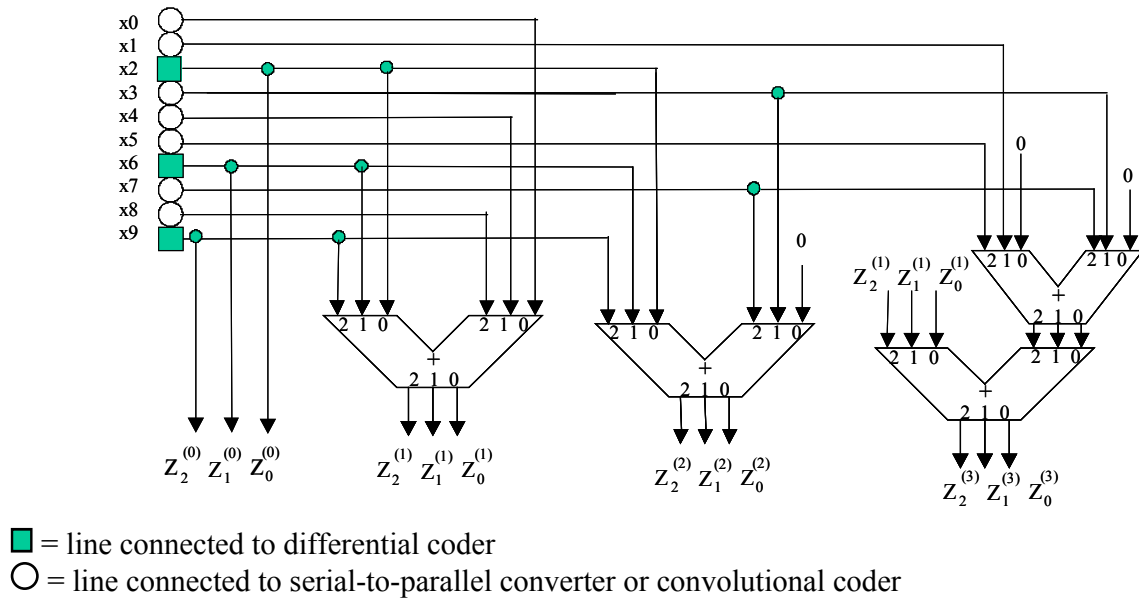 x0
x1
x2
x3
x4
x5
x6
x7
x8
x9
0
0
0
2 1 0
2 1 0
+
2 1 0
Z₂⁽¹⁾ Z₁⁽¹⁾ Z₀⁽¹⁾
2 1 0
2 1 0
+
2 1 0
2 1 0
2 1 0
+
2 1 0
2 1 0
2 1 0
+
2 1 0
Z₂⁽⁰⁾ Z₁⁽⁰⁾ Z₀⁽⁰⁾
Z₂⁽¹⁾ Z₁⁽¹⁾ Z₀⁽¹⁾
Z₂⁽²⁾ Z₁⁽²⁾ Z₀⁽²⁾
Z₂⁽³⁾ Z₁⁽³⁾ Z₀⁽³⁾
= line connected to differential coder
= line connected to serial-to-parallel converter or convolutional coder